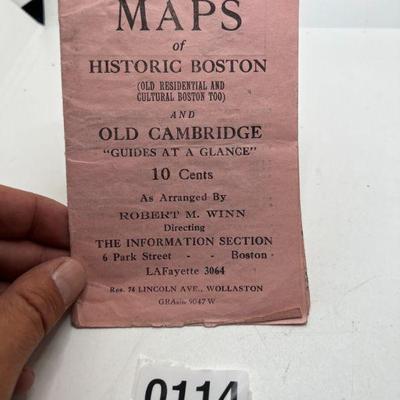 MAPS
of
HISTORIC BOSTON
(OLD RESIDENTIAL AND
CULTURAL BOSTON TOO)
AND
OLD CAMBRIDGE
"GUIDES AT A GLANCE"
10 Cents
As Arranged By
ROBERT M. WINN
Directing
THE INFORMATION SECTION
6 Park Street - - Boston
LAFayette 3064
Res. 74 LINCOLN AVE., WOLLASTON
GRAnite 9047 W
0114